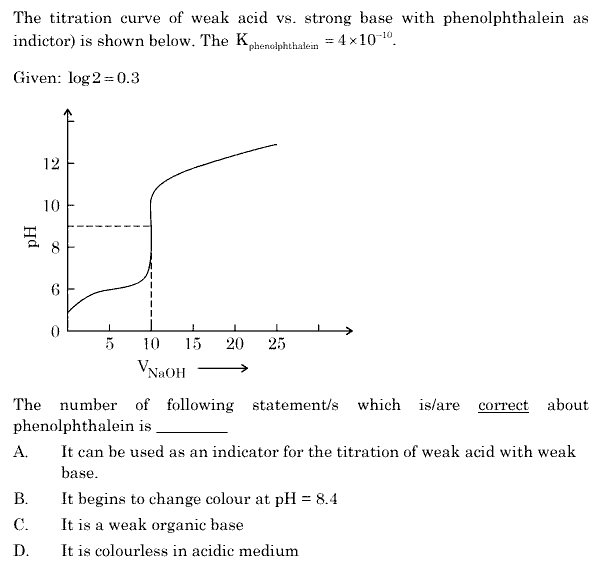 The titration curve of weak acid vs. strong base with phenolphthalein as
indictor) is shown below. The K_phenolphthalein = 4×10⁻¹⁰.
Given: log2=0.3
12
10
pH
8
6
0
5 10 15 20 25
V_NaOH
The number of following statement/s which is/are correct about
phenolphthalein is ________
A. It can be used as an indicator for the titration of weak acid with weak
base.
B. It begins to change colour at pH = 8.4
C. It is a weak organic base
D. It is colourless in acidic medium